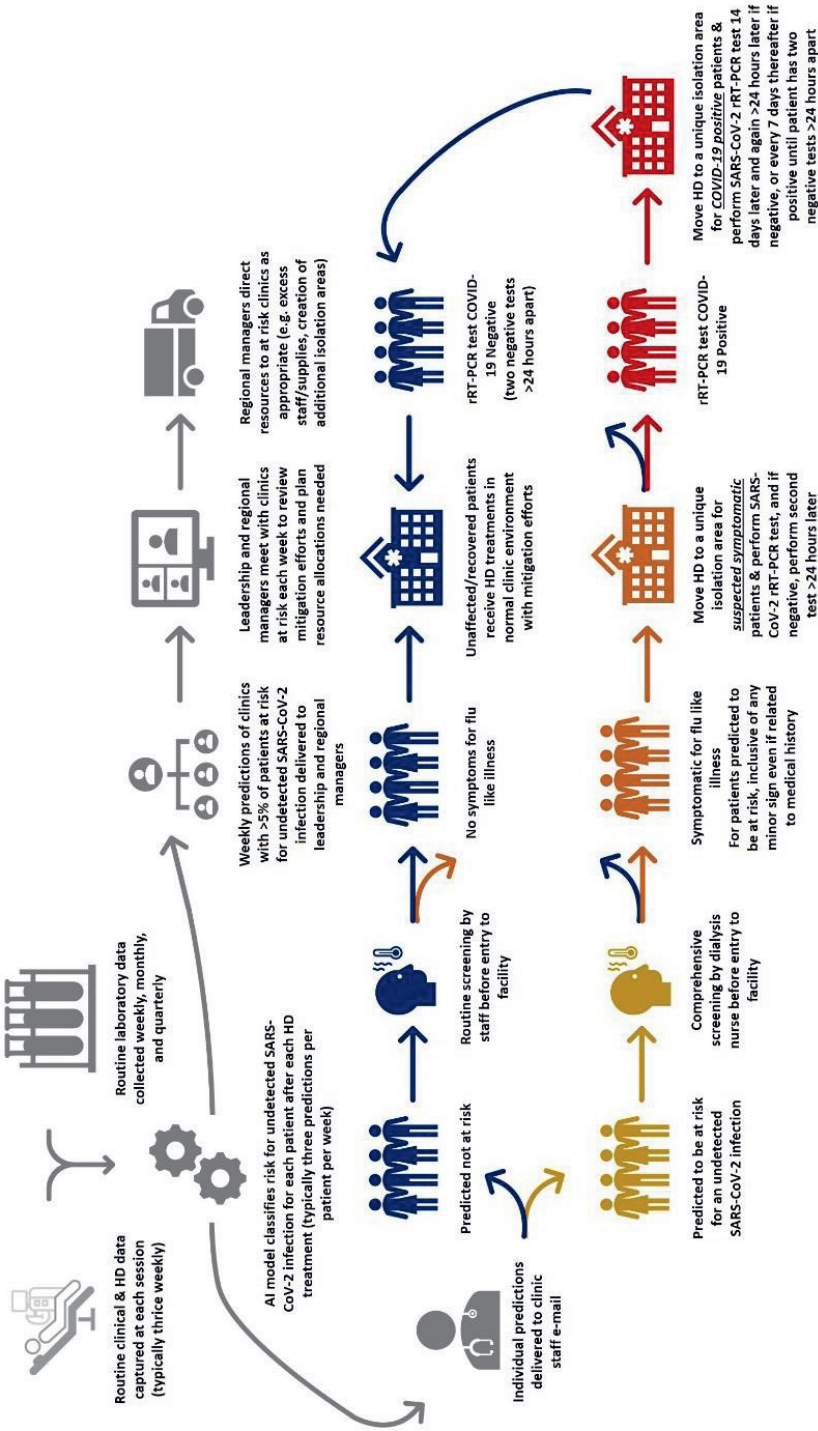 Routine clinical & HD data
captured at each session
(typically thrice weekly)
Routine laboratory data
collected weekly, monthly,
and quarterly
AI model classifies risk for undetected SARS-
CoV-2 infection for each patient after each HD
treatment (typically three predictions per
patient per week)
Weekly predictions of clinics
with >5% of patients at risk
for undetected SARS-CoV-2
infection delivered to
leadership and regional
managers
Leadership and regional
managers meet with clinics
at risk each week to review
mitigation efforts and plan
resource allocations needed
Regional managers direct
resources to at risk clinics as
appropriate (e.g. excess
staff/supplies, creation of
additional isolation areas)
Individual predictions
delivered to clinic
staff e-mail
Predicted not at risk
Routine screening by
staff before entry to
facility
No symptoms for flu
like illness
Unaffected/recovered patients
receive HD treatments in
normal clinic environment
with mitigation efforts
rRT-PCR test COVID-
19 Negative
(two negative tests
>24 hours apart)
Predicted to be at risk
for an undetected
SARS-CoV-2 infection
Comprehensive
screening by dialysis
nurse before entry to
facility
Symptomatic for flu like
illness
For patients predicted to
be at risk, inclusive of any
minor sign even if related
to medical history
Move HD to a unique
isolation area for
suspected symptomatic
patients & perform SARS-
CoV-2 rRT-PCR test, and if
negative, perform second
test >24 hours later
rRT-PCR test COVID-
19 Positive
Move HD to a unique isolation area
for COVID-19 positive patients &
perform SARS-CoV-2 rRT-PCR test 14
days later and again >24 hours later if
negative, or every 7 days thereafter if
positive until patient has two
negative tests >24 hours apart